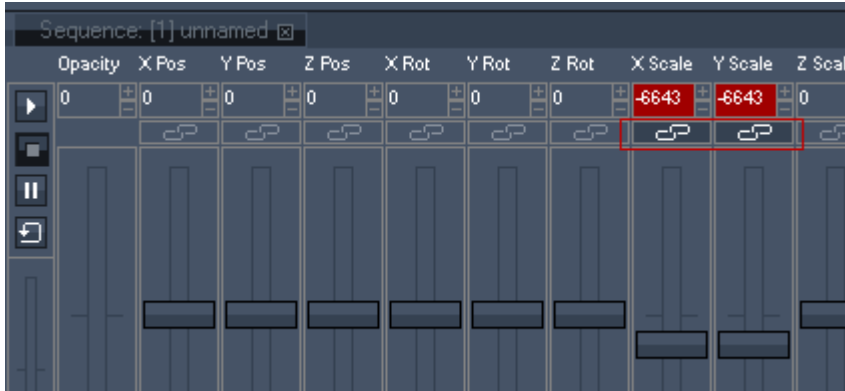 Sequence: [1] unnamed
Opacity X Pos Y Pos Z Pos X Rot Y Rot Z Rot X Scale Y Scale Z Scal
0 0 0 0 0 0 0 -6643 -6643 0